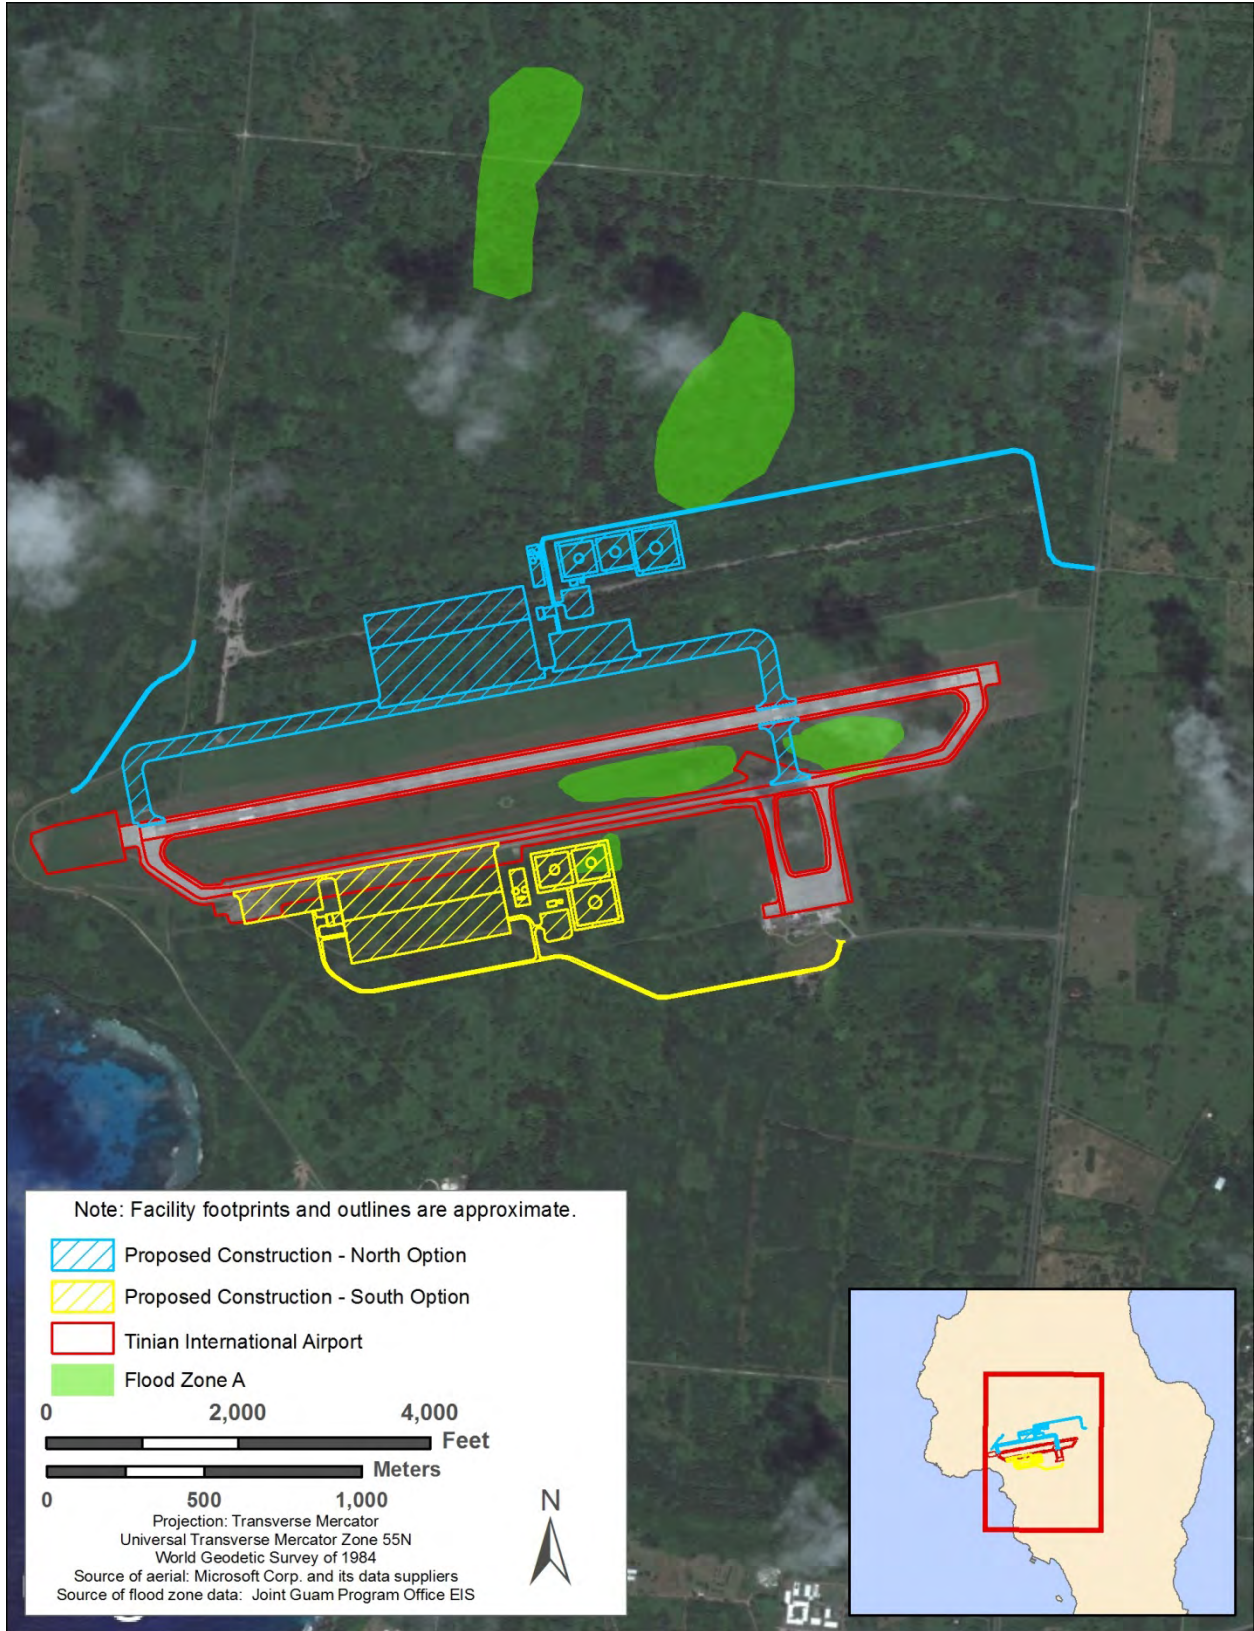 Note: Facility footprints and outlines are approximate.
Proposed Construction - North Option
Proposed Construction - South Option
Tinian International Airport
Flood Zone A
0 2,000 4,000
Feet
Meters
0 500 1,000
Projection: Transverse Mercator
Universal Transverse Mercator Zone 55N
World Geodetic Survey of 1984
Source of aerial: Microsoft Corp. and its data suppliers
Source of flood zone data: Joint Guam Program Office EIS
N